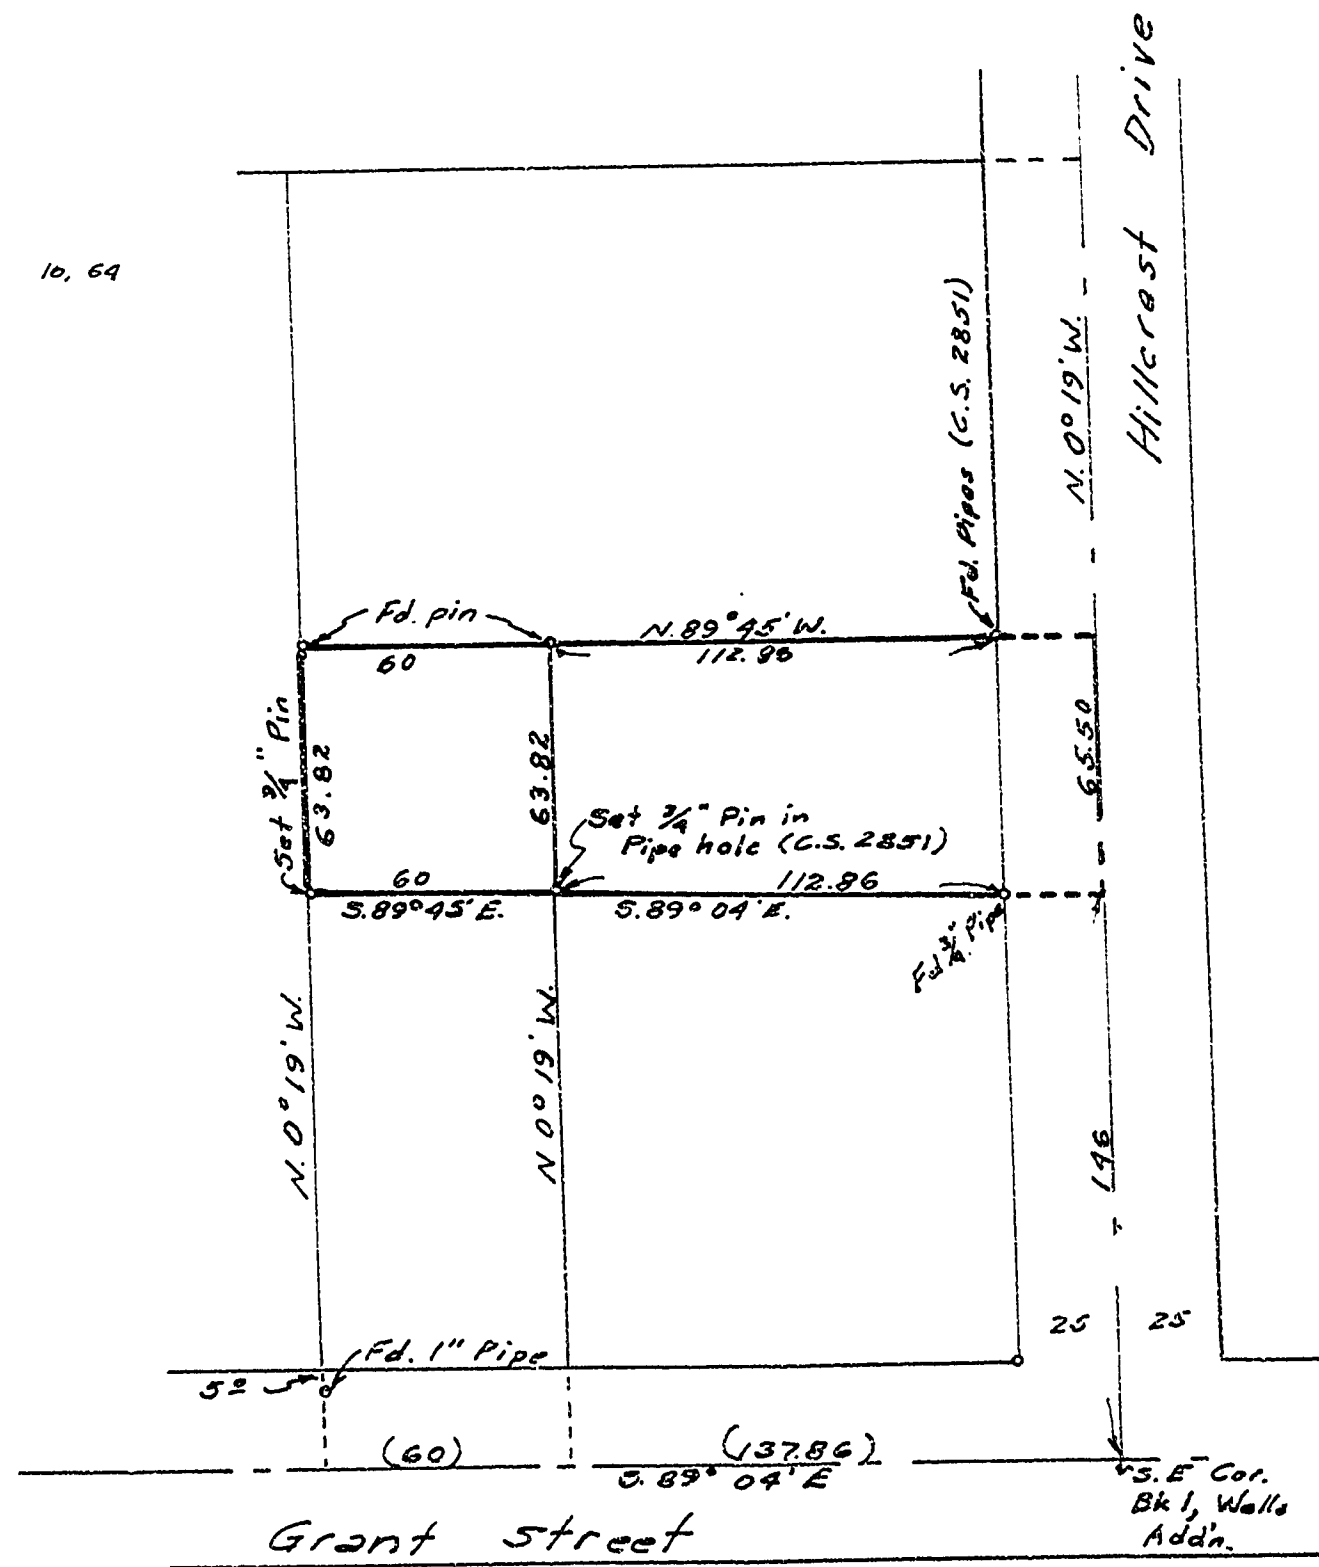 Hillcrest Drive
10, 64
Fd. Pipes (C.S. 2851)
N. 0° 19' W.
Fd. pin
N. 89° 45' W.
60
112.86
Set 3/4" Pin
63.82
63.82
65.50
Set 3/4" Pin in
Pipe hole (C.S. 2851)
60
112.86
S. 89° 45' E.
S. 89° 04' E.
Fd 3/4" Pipe
N. 0° 19' W.
N 0° 19' W.
146
25
25
Fd. 1" Pipe
(60)
(137.86)
S. 89° 04' E
S. E Cor.
Bk 1, Wells
Add'n.
Grant Street